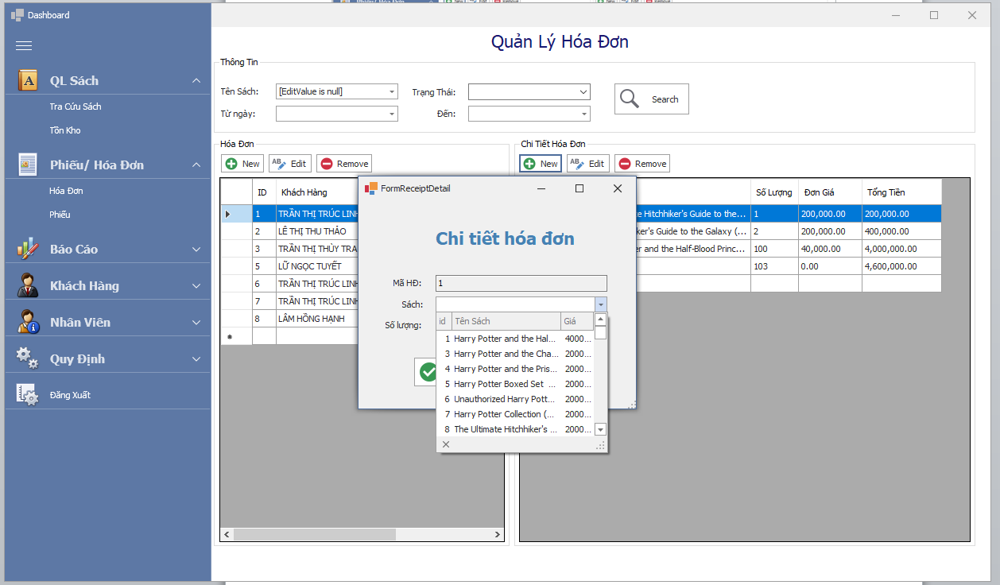 Dashboard
QL Sách
Tra Cứu Sách
Tồn Kho
Phiếu/ Hóa Đơn
Hóa Đơn
Phiếu
Báo Cáo
Khách Hàng
Nhân Viên
Quy Định
Đăng Xuất
Quản Lý Hóa Đơn
Thông Tin
Tên Sách: [EditValue is null] Trạng Thái: Search
Từ ngày: Đến:
Hóa Đơn
New Edit Remove
ID Khách Hàng
1 TRẦN THỊ TRÚC LINH
2 LÊ THỊ THU THẢO
3 TRẦN THỊ THỦY TRA
5 LỮ NGỌC TUYẾT
6 TRẦN THỊ TRÚC LINH
7 TRẦN THỊ TRÚC LINH
8 LÂM HỒNG HẠNH
Chi Tiết Hóa Đơn
New Edit Remove
Số Lượng Đơn Giá Tổng Tiền
te Hitchhiker's Guide to the... 1 200,000.00 200,000.00
ker's Guide to the Galaxy (... 2 200,000.00 400,000.00
er and the Half-Blood Princ... 100 40,000.00 4,000,000.00
103 0.00 4,600,000.00
FormReceiptDetail
Chi tiết hóa đơn
Mã HĐ: 1
Sách:
Số lượng:
id Tên Sách Giá
1 Harry Potter and the Hal... 4000...
3 Harry Potter and the Cha... 2000...
4 Harry Potter and the Pris... 2000...
5 Harry Potter Boxed Set ... 2000...
6 Unauthorized Harry Pott... 2000...
7 Harry Potter Collection (... 2000...
8 The Ultimate Hitchhiker's ... 2000...